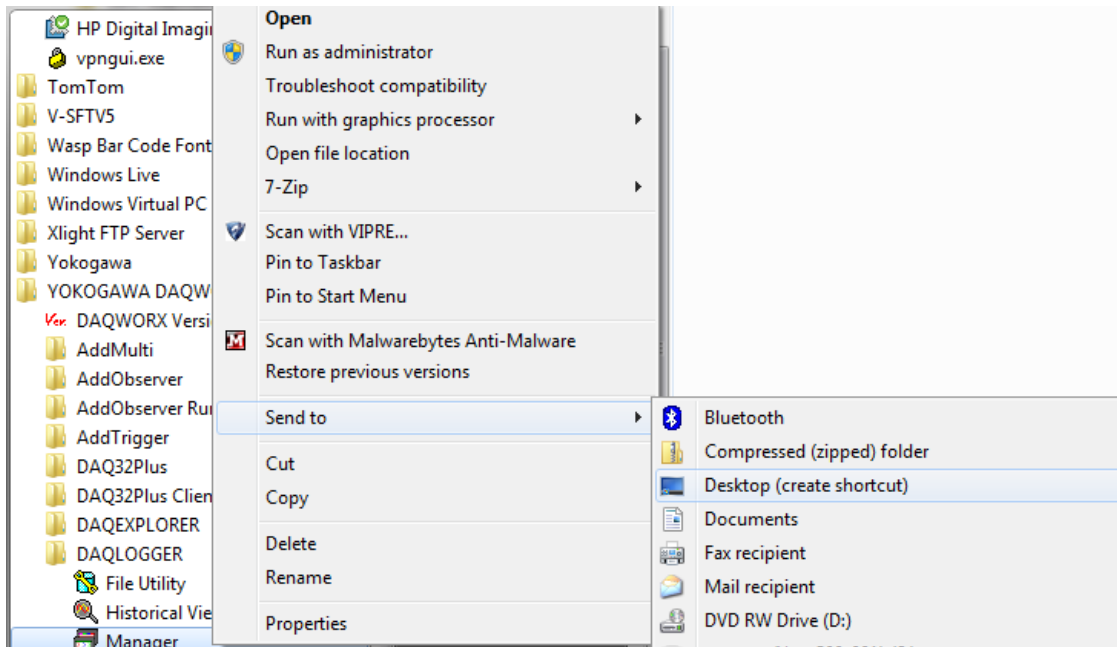 HP Digital Imagin
vpngui.exe
TomTom
V-SFTV5
Wasp Bar Code Font
Windows Live
Windows Virtual PC
Xlight FTP Server
Yokogawa
YOKOGAWA DAQW
Ver. DAQWORX Versi
AddMulti
AddObserver
AddObserver Ru
AddTrigger
DAQ32Plus
DAQ32Plus Clien
DAQEXPLORER
DAQLOGGER
File Utility
Historical Vie
Manager
Open
Run as administrator
Troubleshoot compatibility
Run with graphics processor
Open file location
7-Zip
Scan with VIPRE...
Pin to Taskbar
Pin to Start Menu
Scan with Malwarebytes Anti-Malware
Restore previous versions
Send to
Cut
Copy
Delete
Rename
Properties
Bluetooth
Compressed (zipped) folder
Desktop (create shortcut)
Documents
Fax recipient
Mail recipient
DVD RW Drive (D:)